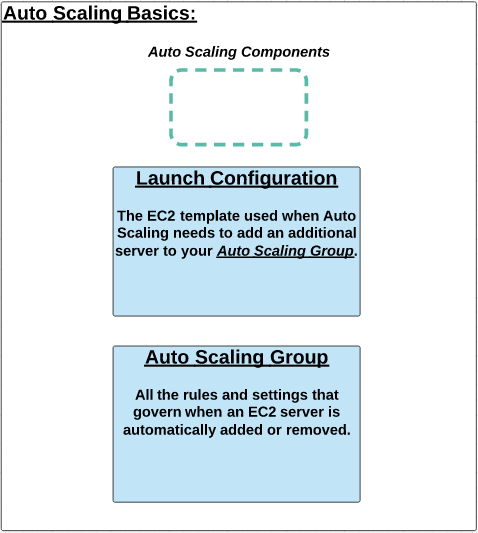 Auto Scaling Basics:
Auto Scaling Components
Launch Configuration
The EC2 template used when Auto
Scaling needs to add an additional
server to your Auto Scaling Group.
Auto Scaling Group
All the rules and settings that
govern when an EC2 server is
automatically added or removed.